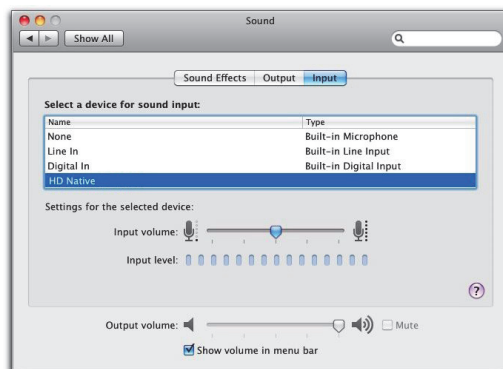 Sound
Show All
Sound Effects Output Input
Select a device for sound input:
Name Type
None Built-in Microphone
Line In Built-in Line Input
Digital In Built-in Digital Input
HD Native
Settings for the selected device:
Input volume:
Input level:
?
Output volume: Mute
Show volume in menu bar